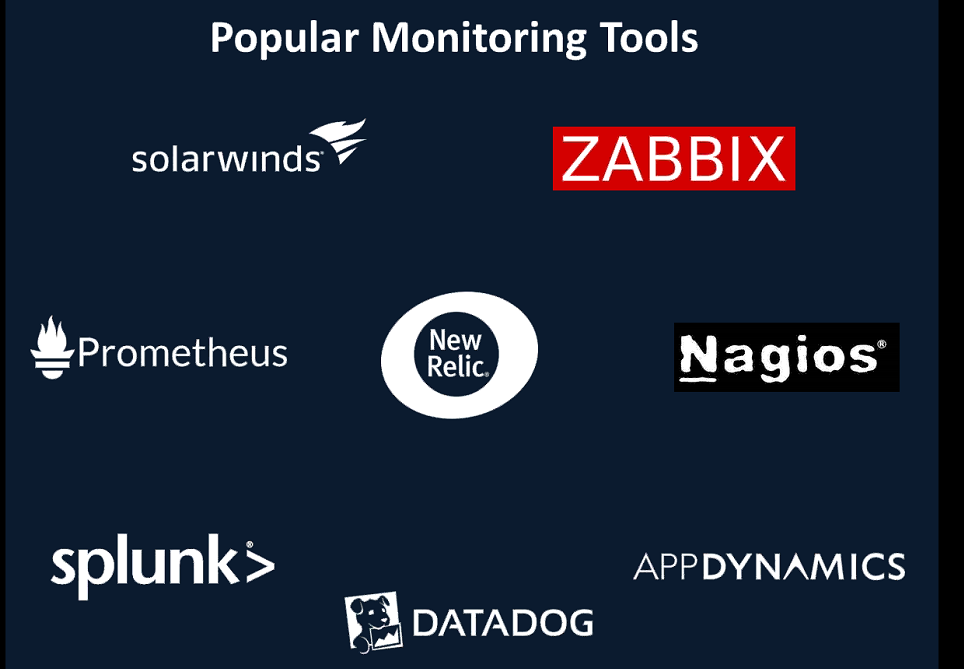 Popular Monitoring Tools
solarwinds
ZABBIX
Prometheus
New
Relic®
Nagios®
splunk®>
APPDYNAMICS
DATADOG